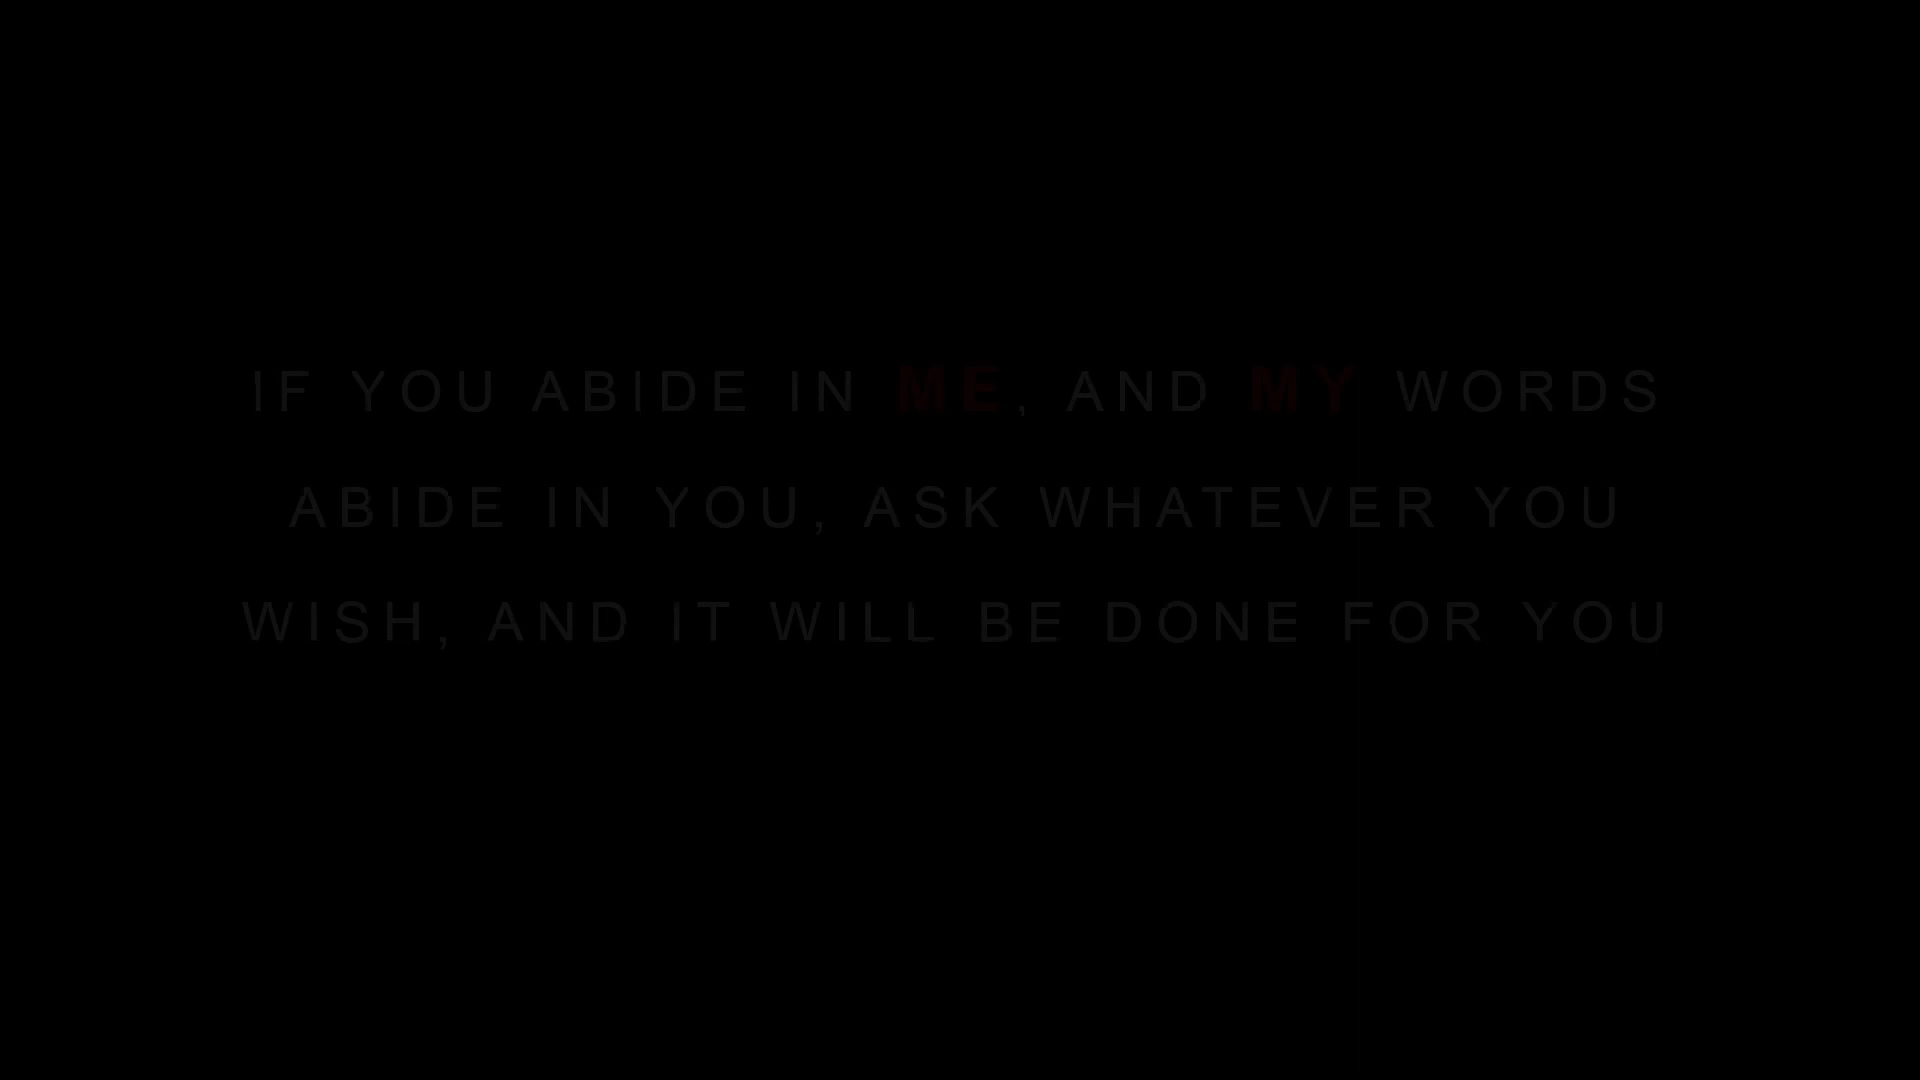 IF YOU ABIDE IN ME, AND MY WORDS
ABIDE IN YOU, ASK WHATEVER YOU
WISH, AND IT WILL BE DONE FOR YOU